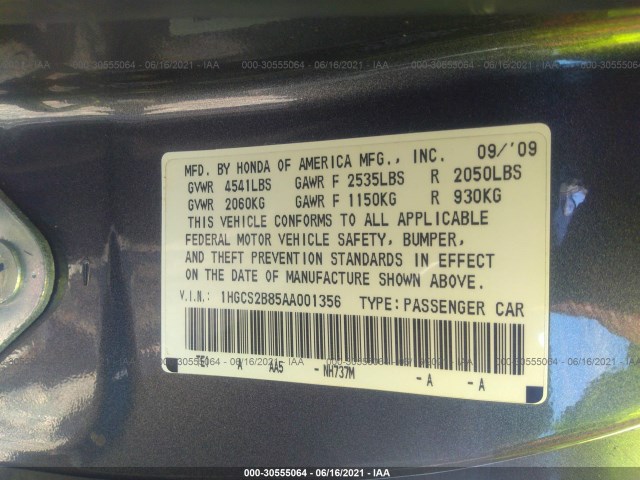 000-30555064 - 06/16/2021 - IAA
MFD. BY HONDA OF AMERICA MFG., INC. 09/'09
GVWR 4541LBS GAWR F 2535LBS R 2050LBS
GVWR 2060KG GAWR F 1150KG R 930KG
THIS VEHICLE CONFORMS TO ALL APPLICABLE
FEDERAL MOTOR VEHICLE SAFETY, BUMPER,
AND THEFT PREVENTION STANDARDS IN EFFECT
ON THE DATE OF MANUFACTURE SHOWN ABOVE.
V.I.N.: 1HGCS2B85AA001356 TYPE:PASSENGER CAR
TE0 A AA5 - NH737M - A - A
000-30555064 - 06/16/2021 - IAA